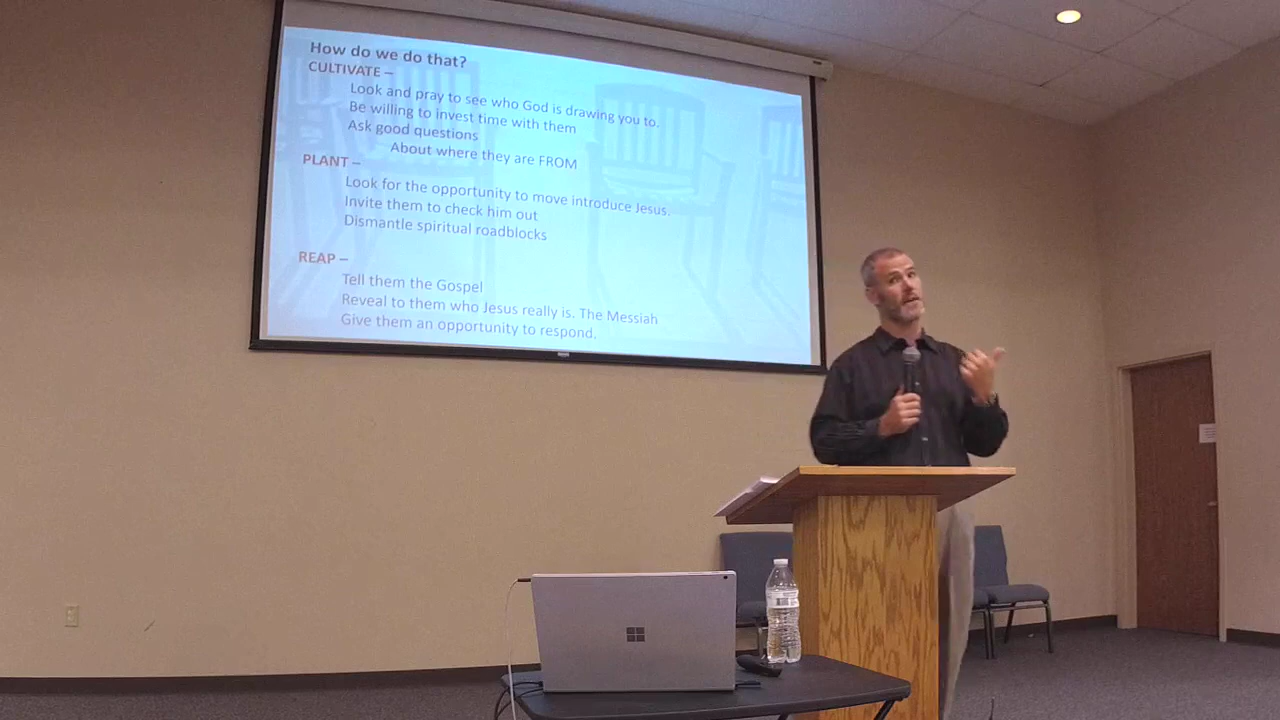 How do we do that?
CULTIVATE –
Look and pray to see who God is drawing you to.
Be willing to invest time with them
Ask good questions
About where they are FROM
PLANT –
Look for the opportunity to move introduce Jesus.
Invite them to check him out
Dismantle spiritual roadblocks
REAP –
Tell them the Gospel
Reveal to them who Jesus really is. The Messiah
Give them an opportunity to respond.